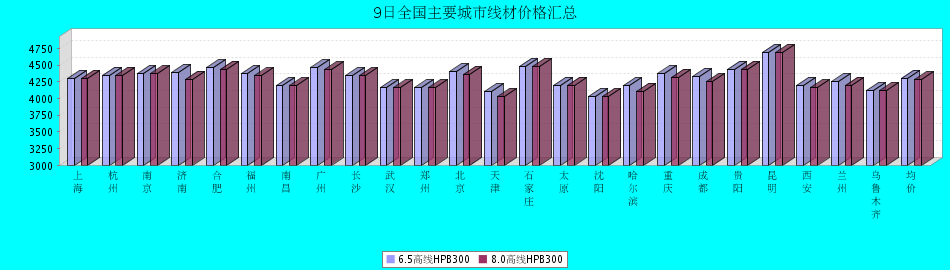 9日全国主要城市线材价格汇总
4750
4500
4250
4000
3750
3500
3250
3000
上海 杭州 南京 济南 合肥 福州 南昌 广州 长沙 武汉 郑州 北京 天津 石家庄 太原 沈阳 哈尔滨 重庆 成都 贵阳 昆明 西安 兰州 乌鲁木齐 均价
6.5高线HPB300 8.0高线HPB300